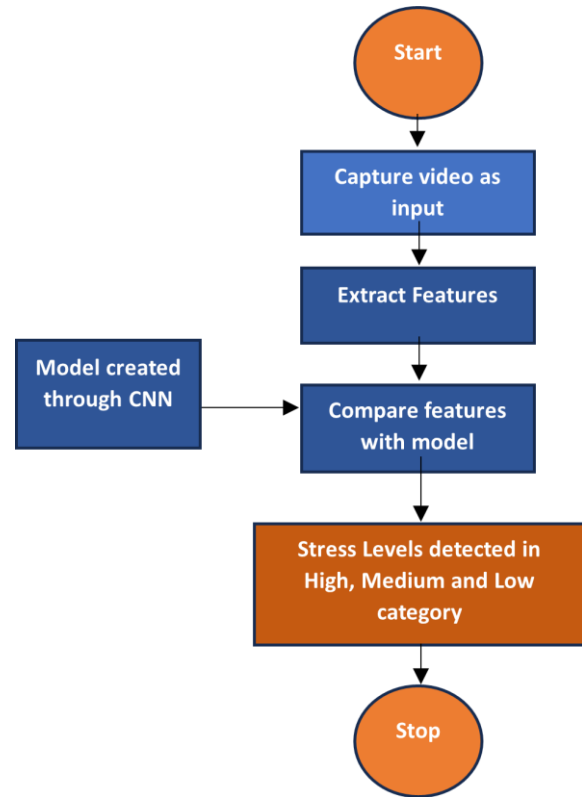 Start
Capture video as
input
Extract Features
Model created
through CNN
Compare features
with model
Stress Levels detected in
High, Medium and Low
category
Stop